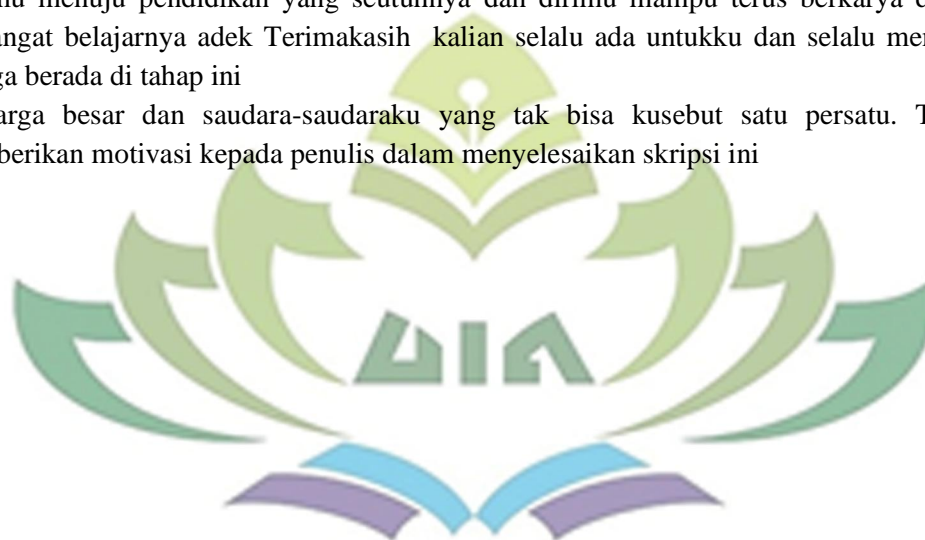 menuju pendidikan yang seutuhnya dan dirimu mampu terus berkarya
belajarnya adek Terimakasih kalian selalu ada untukku dan selalu
berada di tahap ini
besar dan saudara-saudaraku yang tak bisa kusebut satu persatu.
motivasi kepada penulis dalam menyelesaikan skripsi ini
UIN